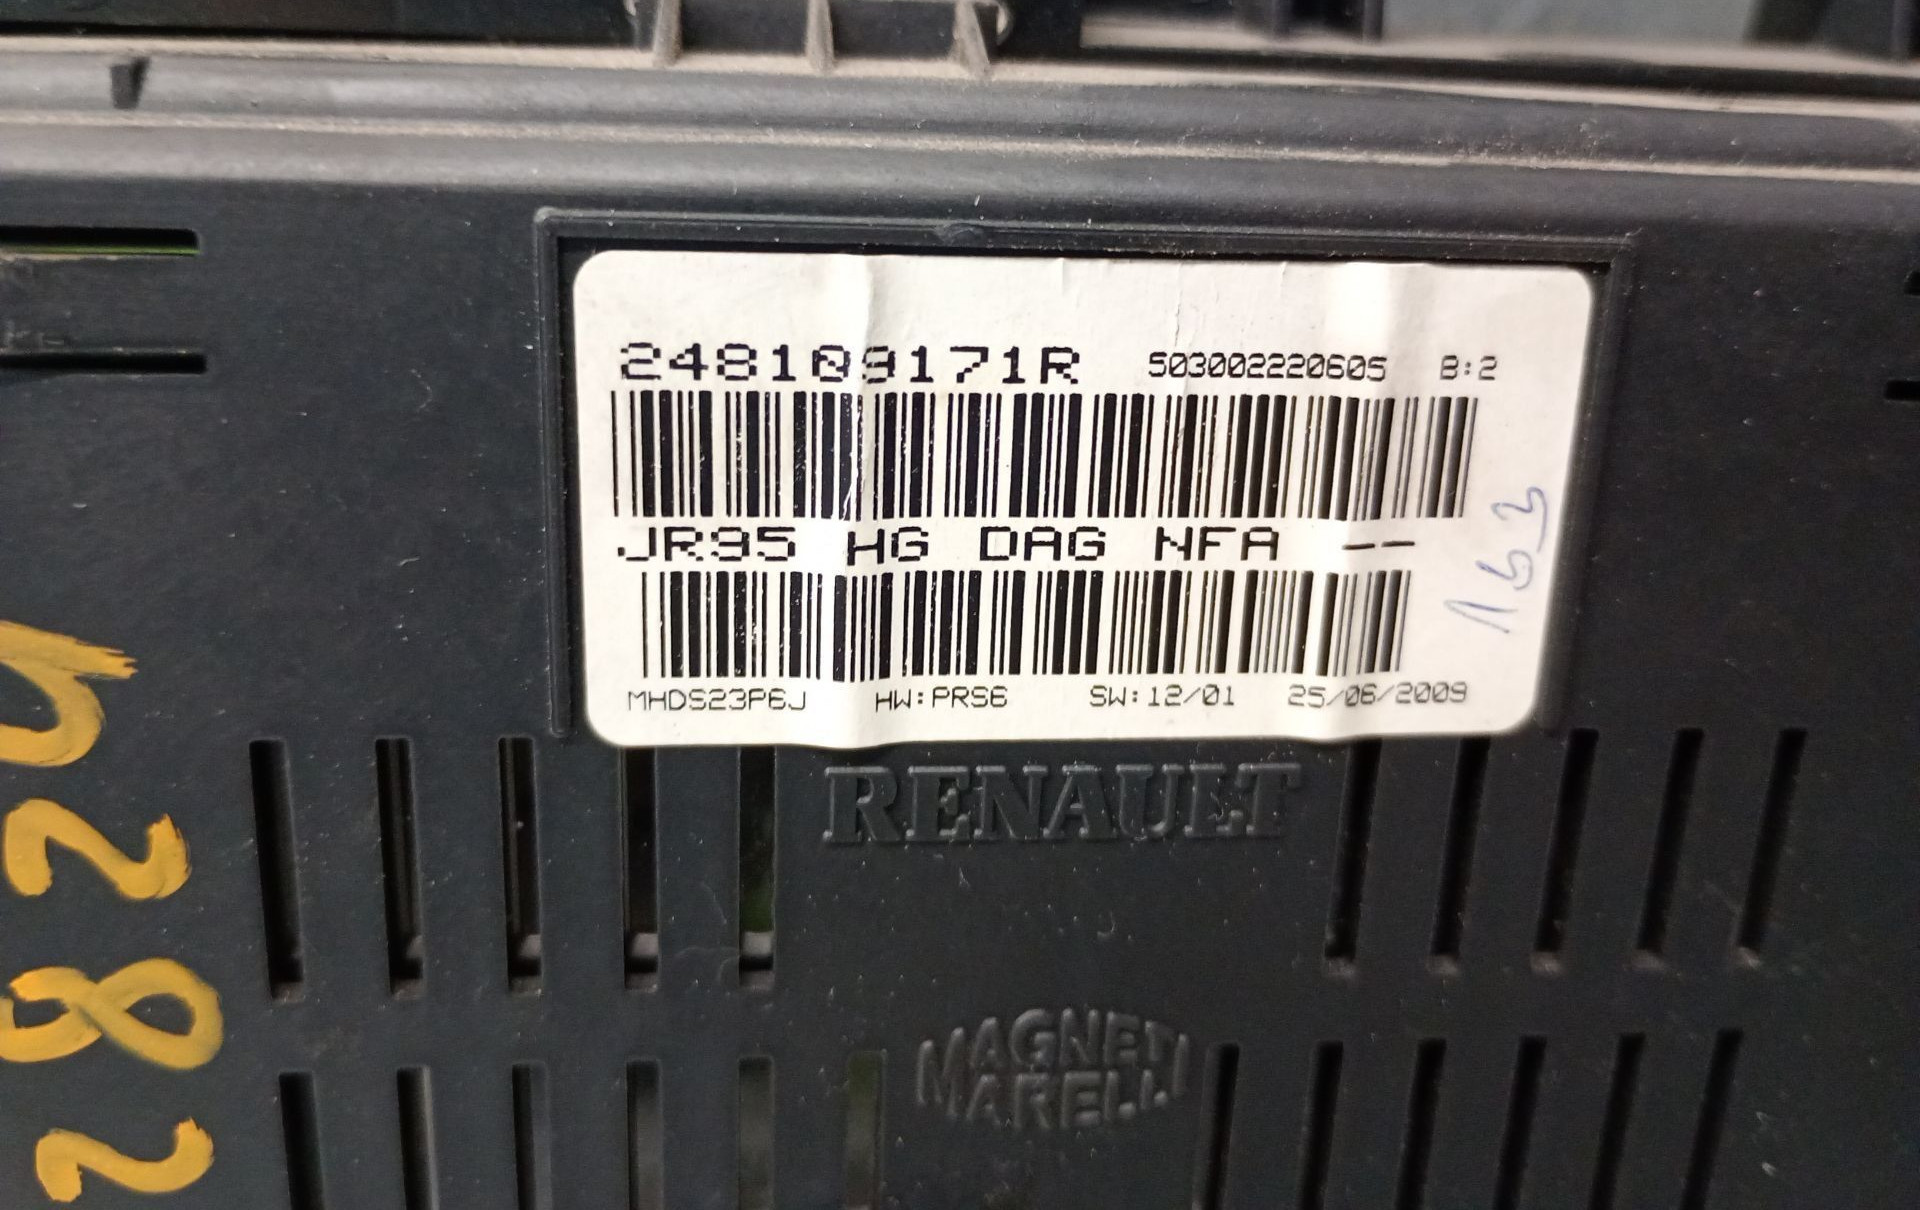 248109171R 503002220605 B:2
JR95 HG DAG NFA --
MHDS23P6J HW:PRS6 SW:12/01 25/06/2009
RENAULT
MAGNETI
MARELLI